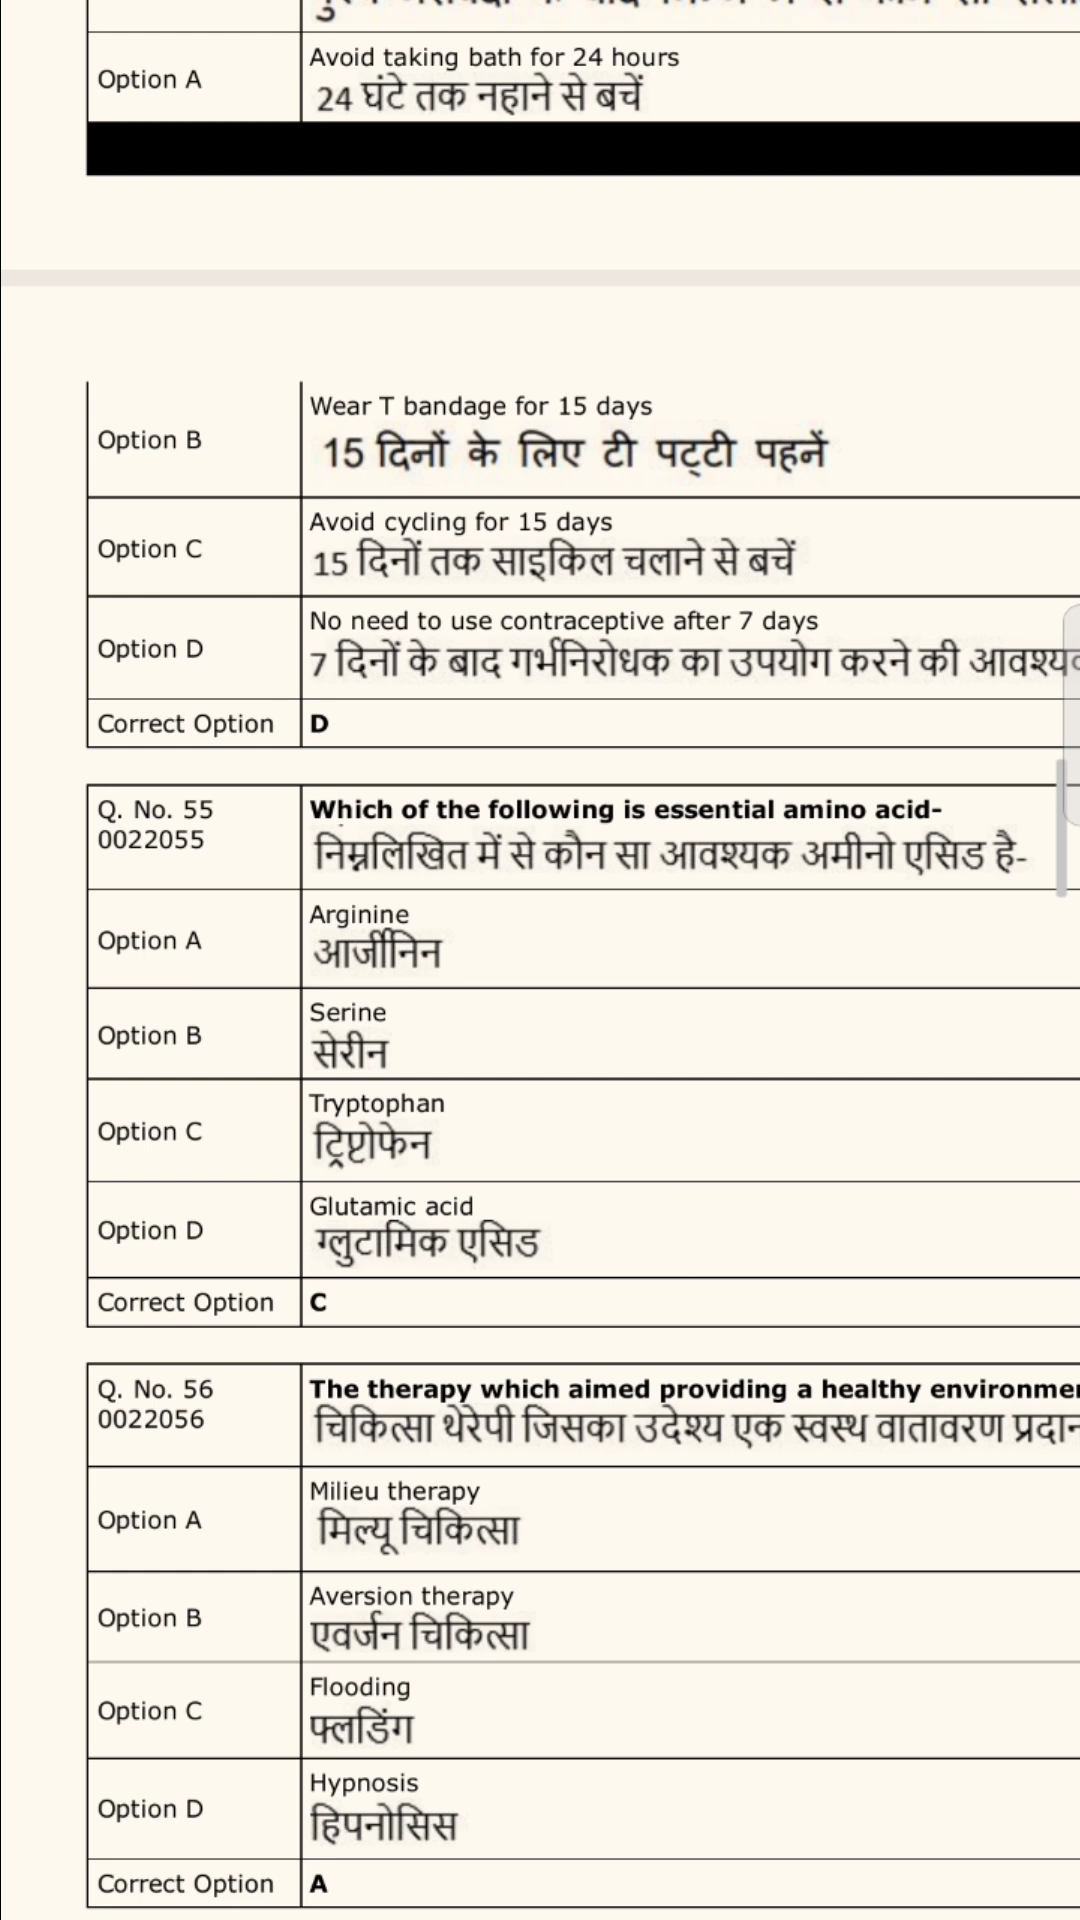 Option A
Avoid taking bath for 24 hours
24 घंटे तक नहाने से बचें
Option B
Wear T bandage for 15 days
15 दिनों के लिए टी पट्टी पहनें
Option C
Avoid cycling for 15 days
15 दिनों तक साइकिल चलाने से बचें
Option D
No need to use contraceptive after 7 days
7 दिनों के बाद गर्भनिरोधक का उपयोग करने की
Correct Option
D
Q. No. 55
0022055
Which of the following is essential amino acid-
निम्नलिखित में से कौन सा आवश्यक अमीनो एसिड है-
Option A
Arginine
आर्जीनिन
Option B
Serine
सेरीन
Option C
Tryptophan
ट्रिप्टोफेन
Option D
Glutamic acid
ग्लुटामिक एसिड
Correct Option
C
Q. No. 56
0022056
The therapy which aimed providing a healthy
चिकित्सा थेरेपी जिसका उदेश्य एक स्वस्थ वातावरण
Option A
Milieu therapy
मिल्यू चिकित्सा
Option B
Aversion therapy
एवर्जन चिकित्सा
Option C
Flooding
फ्लडिंग
Option D
Hypnosis
हिपनोसिस
Correct Option
A